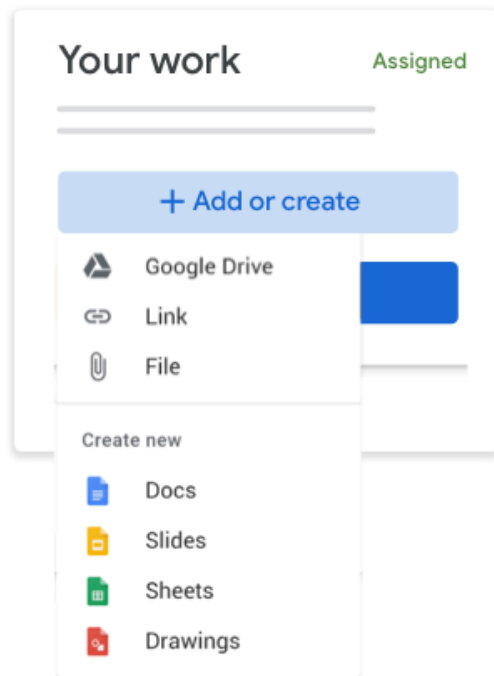 Your work
Assigned
+ Add or create
Google Drive
Link
File
Create new
Docs
Slides
Sheets
Drawings